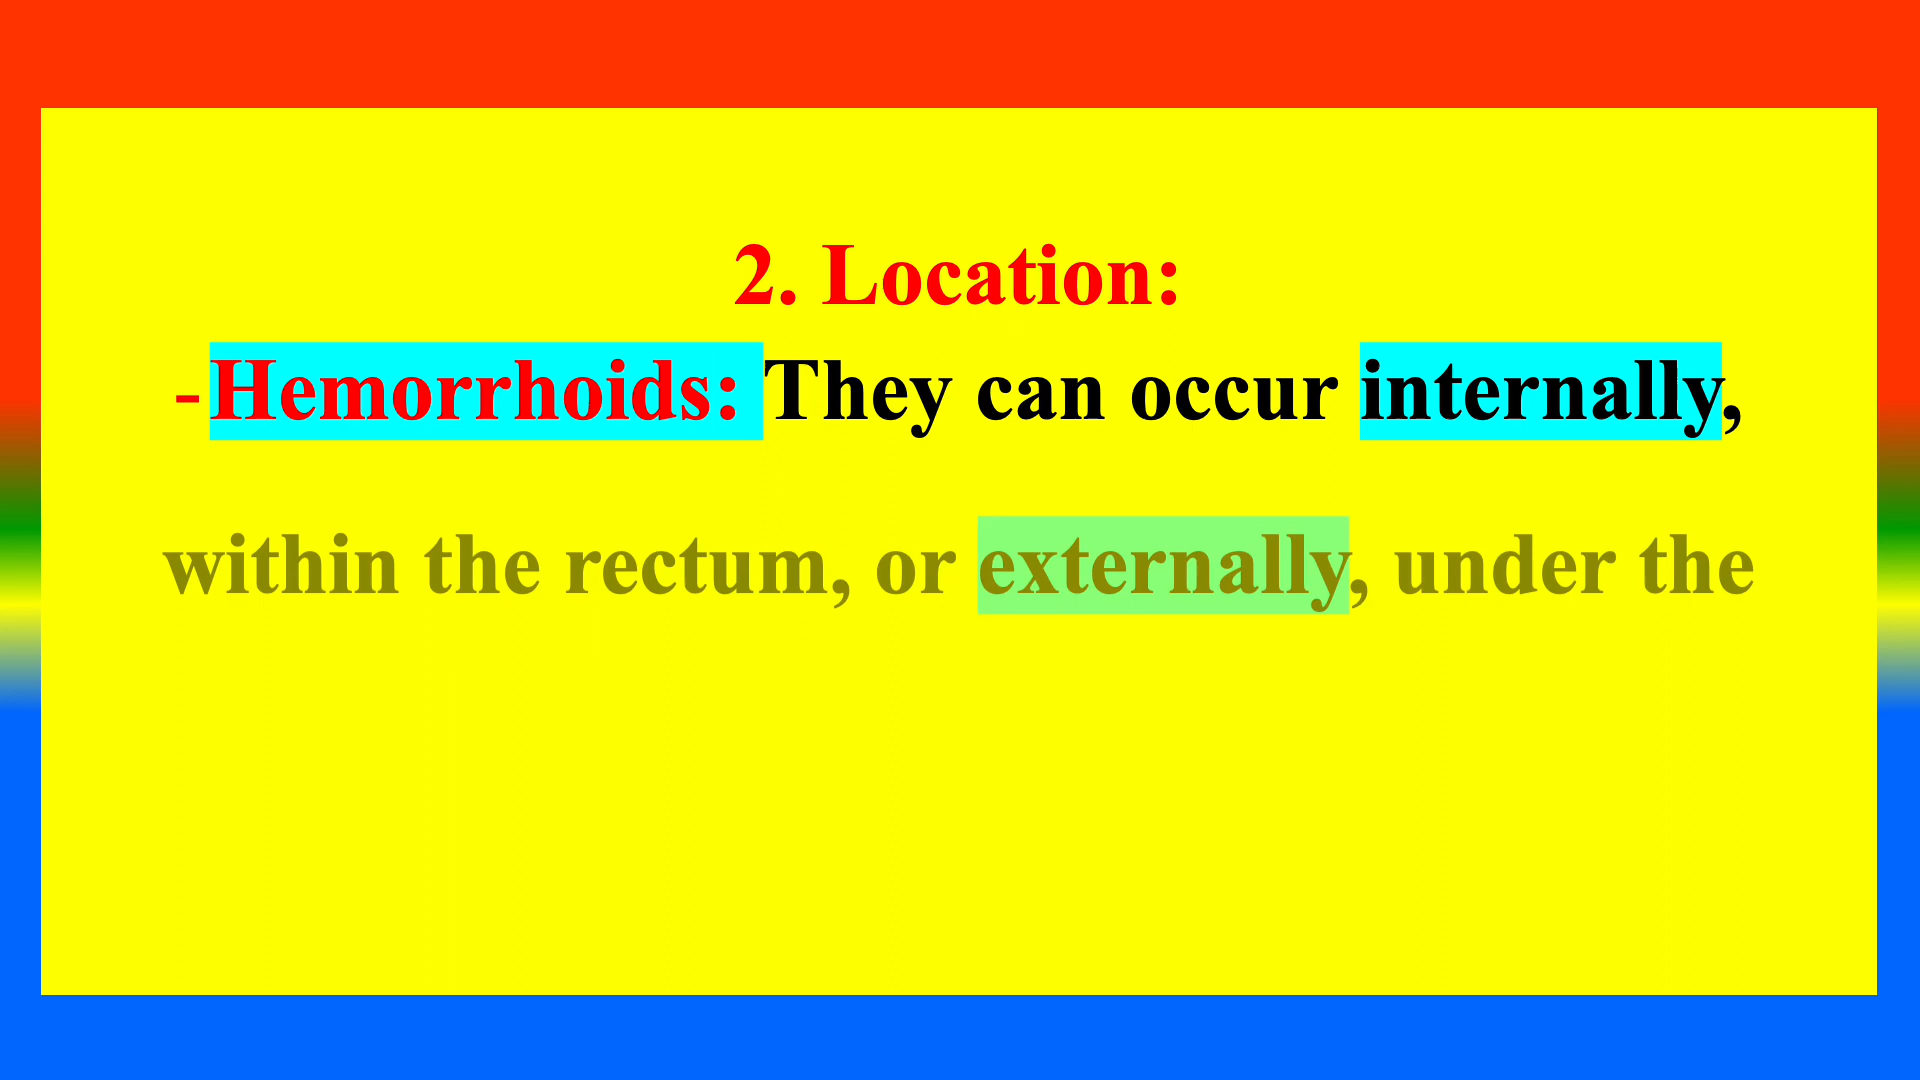 2. Location:
-Hemorrhoids: They can occur internally,
within the rectum, or externally, under the